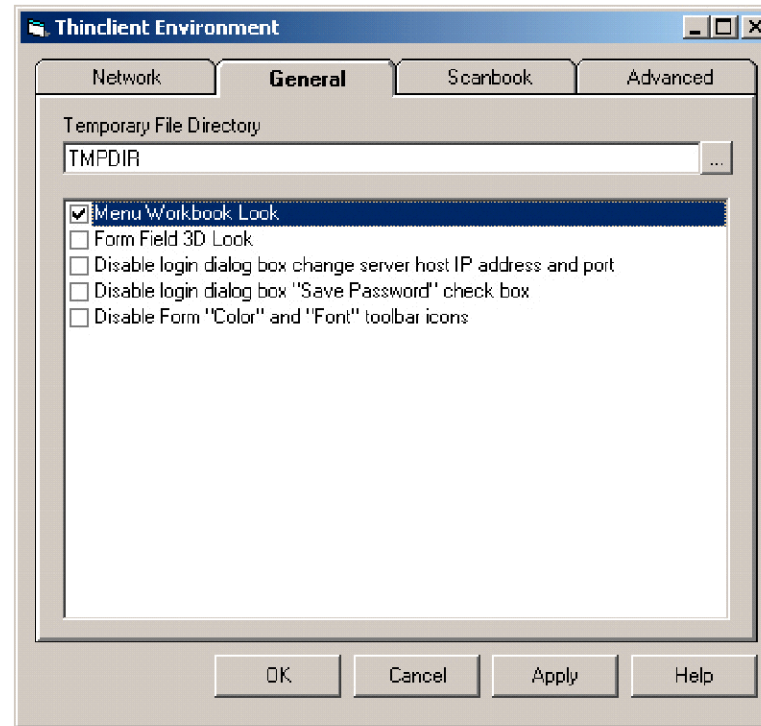 Thinclient Environment
Network General Scanbook Advanced
Temporary File Directory
TMPDIR ...
Menu Workbook Look
Form Field 3D Look
Disable login dialog box change server host IP address and port
Disable login dialog box "Save Password" check box
Disable Form "Color" and "Font" toolbar icons
OK Cancel Apply Help